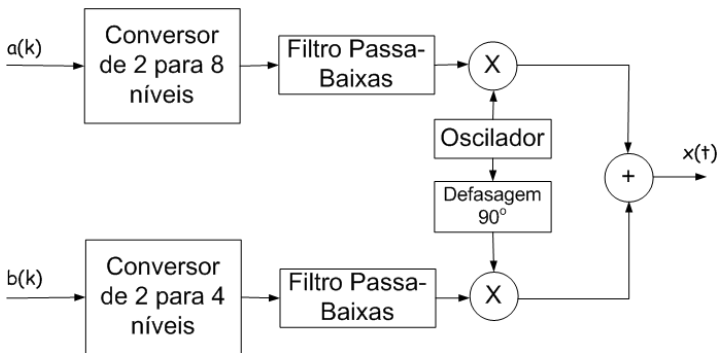 a(k)
Conversor
de 2 para 8
níveis
Filtro Passa-
Baixas
X
Oscilador
Defasagem
90°
+
x(t)
b(k)
Conversor
de 2 para 4
níveis
Filtro Passa-
Baixas
X